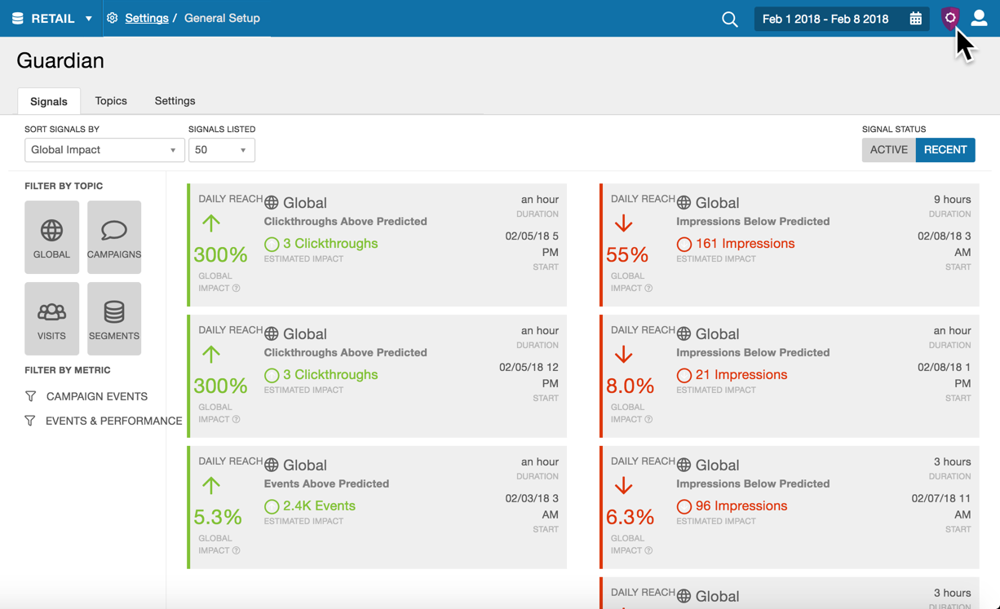 RETAIL
Settings / General Setup
Feb 1 2018 - Feb 8 2018
Guardian
Signals
Topics
Settings
SORT SIGNALS BY
Global Impact
SIGNALS LISTED
50
SIGNAL STATUS
ACTIVE
RECENT
FILTER BY TOPIC
GLOBAL
CAMPAIGNS
VISITS
SEGMENTS
FILTER BY METRIC
CAMPAIGN EVENTS
EVENTS & PERFORMANCE
DAILY REACH
300%
GLOBAL
IMPACT ?
Global
Clickthroughs Above Predicted
3 Clickthroughs
ESTIMATED IMPACT
an hour
DURATION
02/05/18 5
PM
START
DAILY REACH
55%
GLOBAL
IMPACT ?
Global
Impressions Below Predicted
161 Impressions
ESTIMATED IMPACT
9 hours
DURATION
02/08/18 3
AM
START
DAILY REACH
300%
GLOBAL
IMPACT ?
Global
Clickthroughs Above Predicted
3 Clickthroughs
ESTIMATED IMPACT
an hour
DURATION
02/05/18 12
PM
START
DAILY REACH
8.0%
GLOBAL
IMPACT ?
Global
Impressions Below Predicted
21 Impressions
ESTIMATED IMPACT
an hour
DURATION
02/08/18 1
PM
START
DAILY REACH
5.3%
GLOBAL
IMPACT ?
Global
Events Above Predicted
2.4K Events
ESTIMATED IMPACT
an hour
DURATION
02/03/18 3
AM
START
DAILY REACH
6.3%
GLOBAL
IMPACT ?
Global
Impressions Below Predicted
96 Impressions
ESTIMATED IMPACT
3 hours
DURATION
02/07/18 11
AM
START
DAILY REACH
Global
3 hours
DURATION